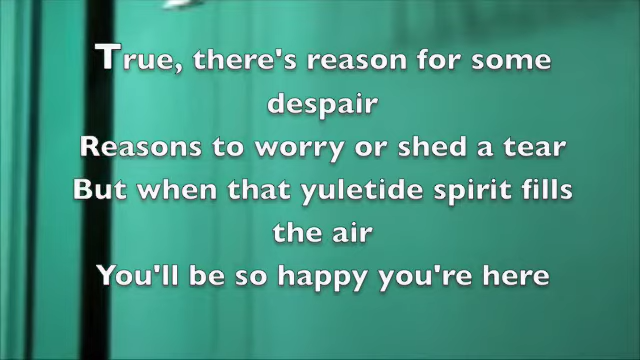 True, there's reason for some
despair
Reasons to worry or shed a tear
But when that yuletide spirit fills
the air
You'll be so happy you're here